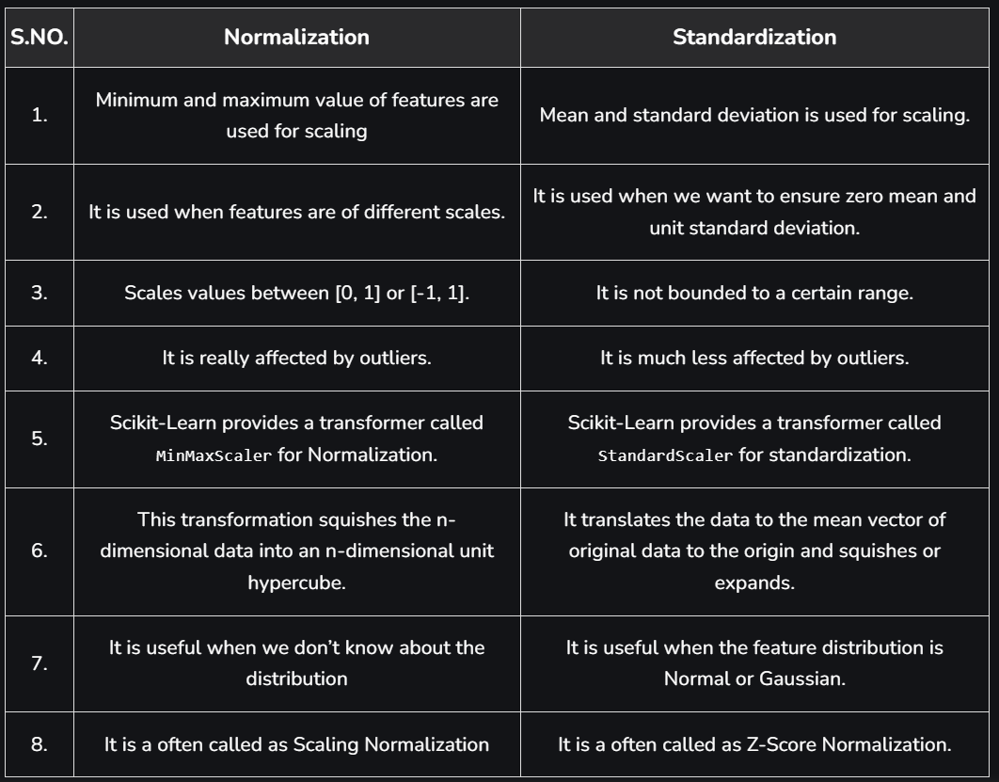 S.NO. Normalization Standardization
1.
Minimum and maximum value of features are
used for scaling
Mean and standard deviation is used for scaling.
2.
It is used when features are of different scales.
It is used when we want to ensure zero mean and
unit standard deviation.
3.
Scales values between [0, 1] or [-1, 1].
It is not bounded to a certain range.
4.
It is really affected by outliers.
It is much less affected by outliers.
5.
Scikit-Learn provides a transformer called
MinMaxScaler for Normalization.
Scikit-Learn provides a transformer called
StandardScaler for standardization.
6.
This transformation squishes the n-
dimensional data into an n-dimensional unit
hypercube.
It translates the data to the mean vector of
original data to the origin and squishes or
expands.
7.
It is useful when we don’t know about the
distribution
It is useful when the feature distribution is
Normal or Gaussian.
8.
It is a often called as Scaling Normalization
It is a often called as Z-Score Normalization.